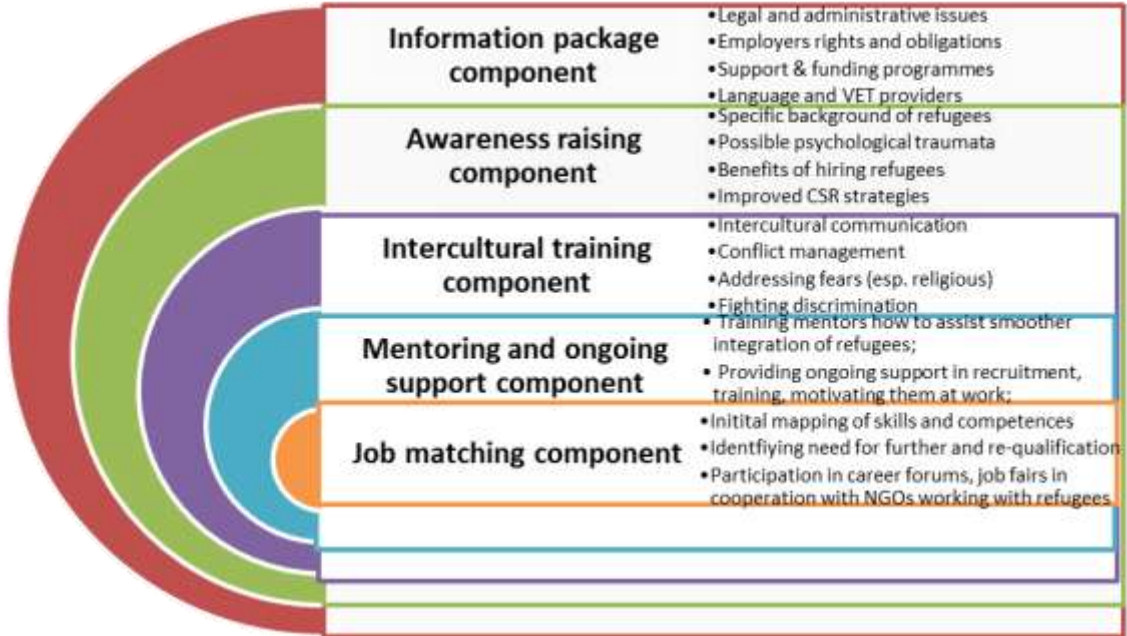 Information package
component
•Legal and administrative issues
•Employers rights and obligations
•Support & funding programmes
•Language and VET providers
Awareness raising
component
•Specific background of refugees
•Possible psychological traumata
•Benefits of hiring refugees
•Improved CSR strategies
Intercultural training
component
•Intercultural communication
•Conflict management
•Addressing fears (esp. religious)
•Fighting discrimination
Mentoring and ongoing
support component
• Training mentors how to assist smoother
integration of refugees;
• Providing ongoing support in recruitment,
training, motivating them at work;
Job matching component
•Initital mapping of skills and competences
•Identfiying need for further and re-qualification
•Participation in career forums, job fairs in
cooperation with NGOs working with refugees